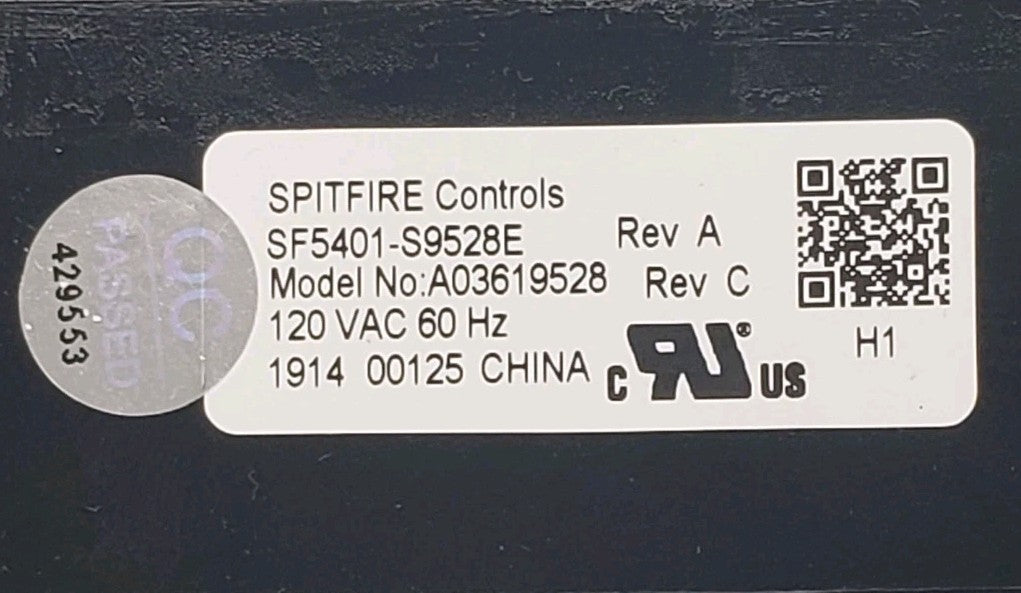 SPITFIRE Controls
SF5401-S9528E Rev A
Model No:A03619528 Rev C
120 VAC 60 Hz
1914 00125 CHINA
C RU® US
H1
QC
PASSED
429553